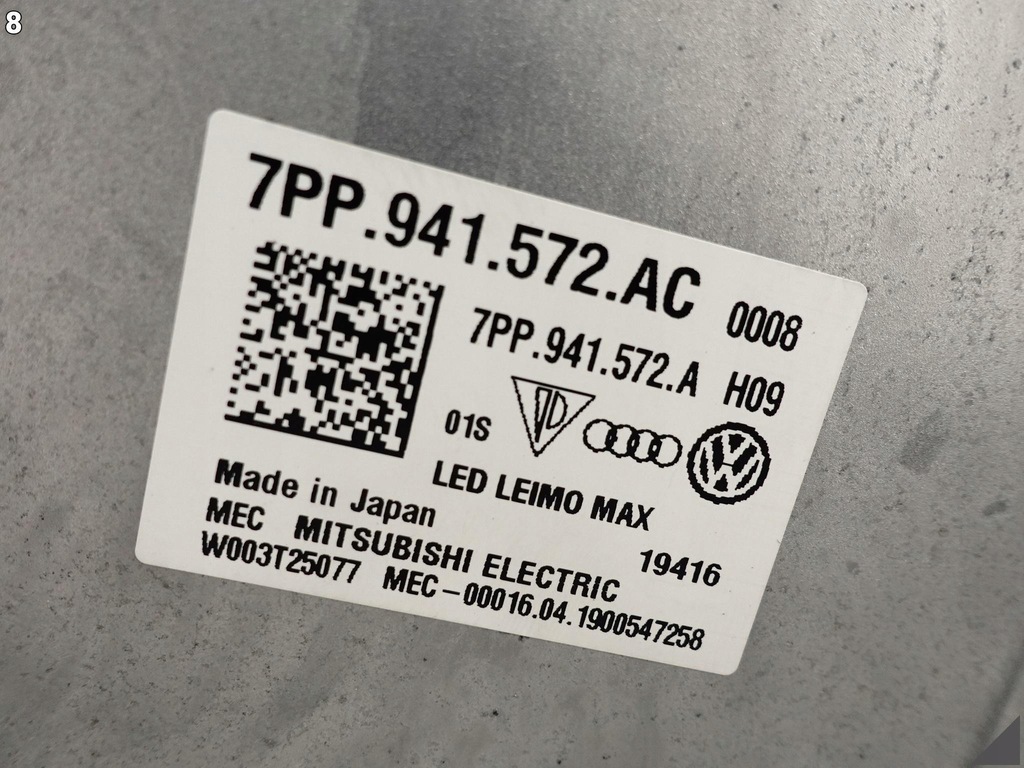 8
7PP.941.572.AC 0008
7PP.941.572.A H09
01S
LED LEIMO MAX
Made in Japan
MEC MITSUBISHI ELECTRIC 19416
W003T25077 MEC-00016.04.1900547258